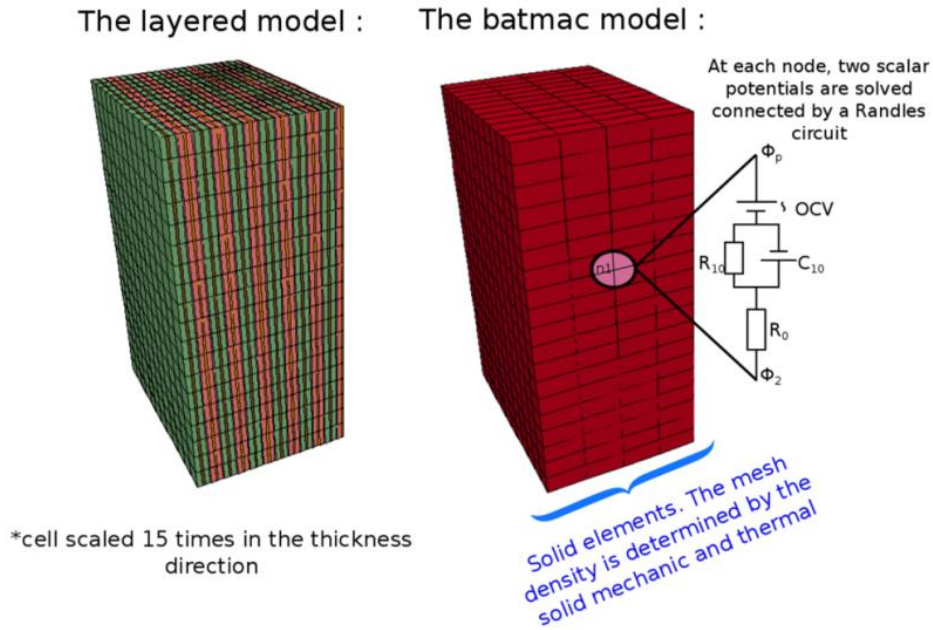 The layered model :
The batmac model :
At each node, two scalar
potentials are solved
connected by a Randles
circuit
Φp
OCV
R10
C10
n1
R0
Φ2
*cell scaled 15 times in the thickness
direction
Solid elements. The mesh
density is determined by the
solid mechanic and thermal